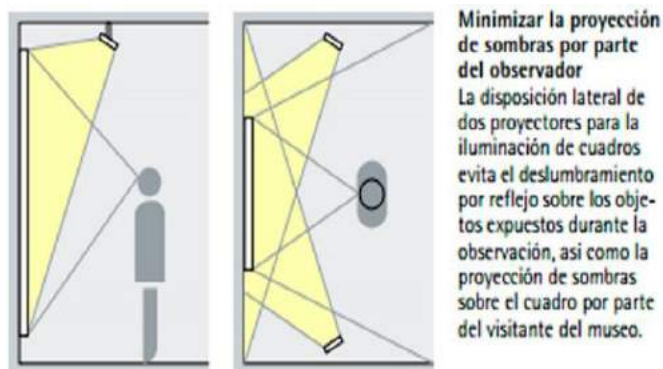 Minimizar la proyección
de sombras por parte
del observador
La disposición lateral de
dos proyectores para la
iluminación de cuadros
evita el deslumbramiento
por reflejo sobre los obje-
tos expuestos durante la
observación, así como la
proyección de sombras
sobre el cuadro por parte
del visitante del museo.